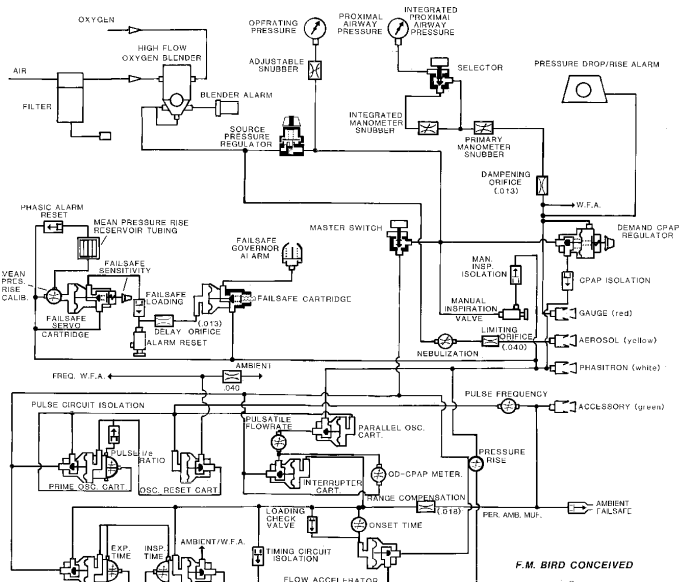 OXYGEN
HIGH FLOW
OXYGEN BLENDER
AIR
FILTER
BLENDER ALARM
OPERATING
PRESSURE
ADJUSTABLE
SNUBBER
SOURCE
PRESSURE
REGULATOR
PROXIMAL
AIRWAY
PRESSURE
INTEGRATED
PROXIMAL
AIRWAY
PRESSURE
SELECTOR
INTEGRATED
MANOMETER
SNUBBER
PRIMARY
MANOMETER
SNUBBER
PRESSURE DROP/RISE ALARM
DAMPENING
ORIFICE
(.013)
W.F.A.
DEMAND CPAP
REGULATOR
CPAP ISOLATION
PHASIC ALARM
RESET
MEAN PRESSURE RISE
RESERVOIR TUBING
FAILSAFE
SENSITIVITY
MEAN
PRES.
RISE
CALIB.
FAILSAFE
SERVO
CARTRIDGE
FAILSAFE
LOADING
DELAY ORIFICE
(.013)
ALARM RESET
FAILSAFE
GOVERNOR
ALARM
FAILSAFE CARTRIDGE
MASTER SWITCH
MAN.
INSP.
ISOLATION
MANUAL
INSPIRATION
VALVE
LIMITING
ORIFICE
(.040)
NEBULIZATION
GAUGE (red)
AEROSOL (yellow)
PHASITRON (white)
ACCESSORY (green)
FREQ. W.F.A.
AMBIENT
.040
PULSE CIRCUIT ISOLATION
PULSE i/e
RATIO
PRIME OSC. CART.
OSC. RESET CART.
PULSATILE
FLOWRATE
PARALLEL OSC.
CART.
INTERRUPTER
CART.
OD-CPAP METER.
PULSE FREQUENCY
PRESSURE
RISE
RANGE COMPENSATION
(.018)
PER. AMB. MUF.
AMBIENT
FAILSAFE
LOADING
CHECK
VALVE
ONSET TIME
EXP.
TIME
INSP.
TIME
AMBIENT/W.F.A.
TIMING CIRCUIT
ISOLATION
FLOW ACCELERATOR
F.M. BIRD CONCEIVED